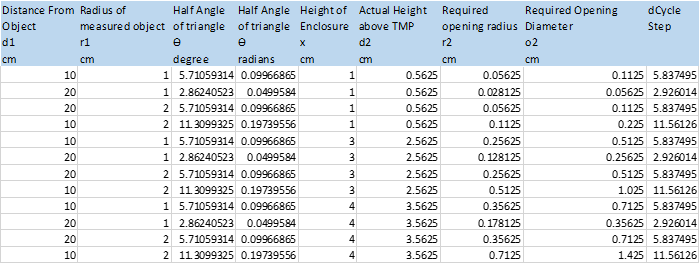 Distance From Object d1 cm | Radius of measured object r1 cm | Half Angle of triangle ϴ degree | Half Angle of triangle ϴ radians | Height of Enclosure x cm | Actual Height above TMP d2 cm | Required opening radius r2 cm | Required Opening Diameter o2 cm | dCycle Step
10 1 5.71059314 0.09966865 1 0.5625 0.05625 0.1125 5.837495
20 1 2.86240523 0.0499584 1 0.5625 0.028125 0.05625 2.926014
20 2 5.71059314 0.09966865 1 0.5625 0.05625 0.1125 5.837495
10 2 11.3099325 0.19739556 1 0.5625 0.1125 0.225 11.56126
10 1 5.71059314 0.09966865 3 2.5625 0.25625 0.5125 5.837495
20 1 2.86240523 0.0499584 3 2.5625 0.128125 0.25625 2.926014
20 2 5.71059314 0.09966865 3 2.5625 0.25625 0.5125 5.837495
10 2 11.3099325 0.19739556 3 2.5625 0.5125 1.025 11.56126
10 1 5.71059314 0.09966865 4 3.5625 0.35625 0.7125 5.837495
20 1 2.86240523 0.0499584 4 3.5625 0.178125 0.35625 2.926014
20 2 5.71059314 0.09966865 4 3.5625 0.35625 0.7125 5.837495
10 2 11.3099325 0.19739556 4 3.5625 0.7125 1.425 11.56126